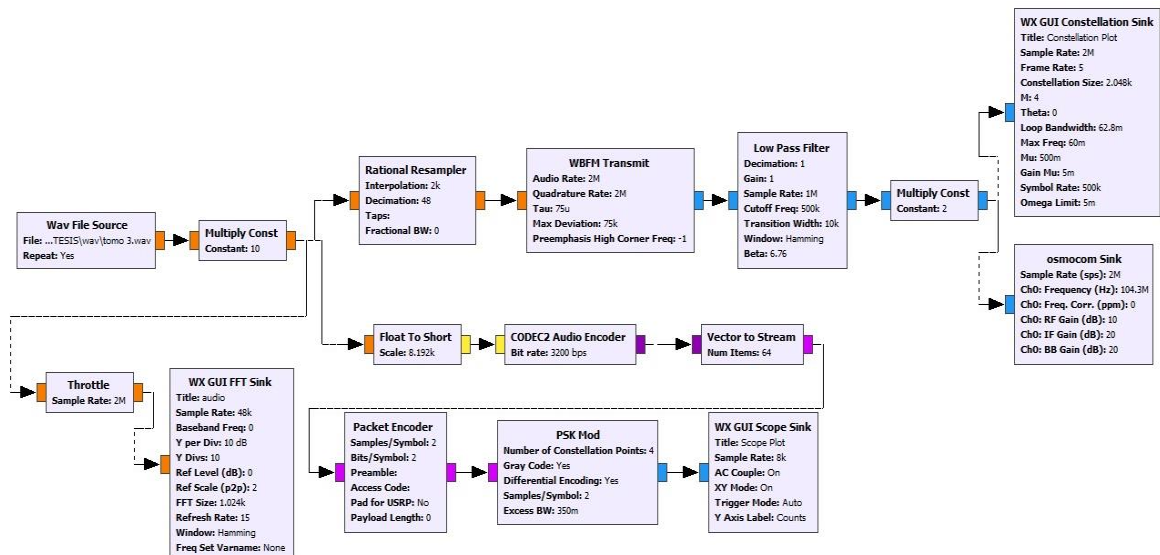 Wav File Source
File: ...TESIS\wav\tomo 3.wav
Repeat: Yes
Multiply Const
Constant: 10
Rational Resampler
Interpolation: 2k
Decimation: 48
Taps:
Fractional BW: 0
WBFM Transmit
Audio Rate: 2M
Quadrature Rate: 2M
Tau: 75u
Max Deviation: 75k
Preemphasis High Corner Freq: -1
Low Pass Filter
Decimation: 1
Gain: 1
Sample Rate: 1M
Cutoff Freq: 500k
Transition Width: 10k
Window: Hamming
Beta: 6.76
Multiply Const
Constant: 2
WX GUI Constellation Sink
Title: Constellation Plot
Sample Rate: 2M
Frame Rate: 5
Constellation Size: 2.048k
M: 4
Theta: 0
Loop Bandwidth: 62.8m
Max Freq: 60m
Mu: 500m
Gain Mu: 5m
Symbol Rate: 500k
Omega Limit: 5m
osmocom Sink
Sample Rate (sps): 2M
Ch0: Frequency (Hz): 104.3M
Ch0: Freq. Corr. (ppm): 0
Ch0: RF Gain (dB): 10
Ch0: IF Gain (dB): 20
Ch0: BB Gain (dB): 20
Float To Short
Scale: 8.192k
CODEC2 Audio Encoder
Bit rate: 3200 bps
Vector to Stream
Num Items: 64
Throttle
Sample Rate: 2M
WX GUI FFT Sink
Title: audio
Sample Rate: 48k
Baseband Freq: 0
Y per Div: 10 dB
Y Divs: 10
Ref Level (dB): 0
Ref Scale (p2p): 2
FFT Size: 1.024k
Refresh Rate: 15
Window: Hamming
Freq Set Varname: None
Packet Encoder
Samples/Symbol: 2
Bits/Symbol: 2
Preamble:
Access Code:
Pad for USRP: No
Payload Length: 0
PSK Mod
Number of Constellation Points: 4
Gray Code: Yes
Differential Encoding: Yes
Samples/Symbol: 2
Excess BW: 350m
WX GUI Scope Sink
Title: Scope Plot
Sample Rate: 8k
AC Couple: On
XY Mode: On
Trigger Mode: Auto
Y Axis Label: Counts